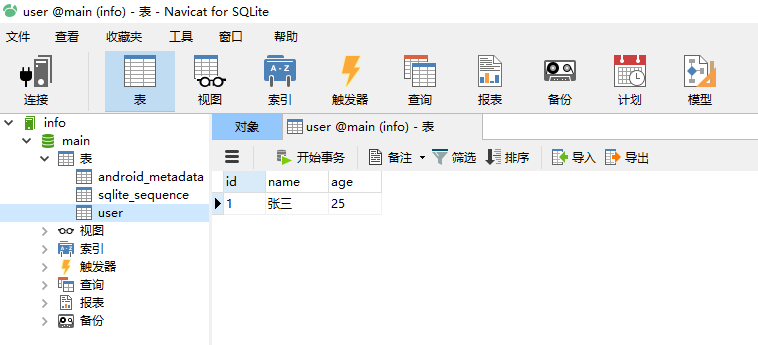 user @main (info) - 表 - Navicat for SQLite
文件 查看 收藏夹 工具 窗口 帮助
连接 表 视图 索引 触发器 查询 报表 备份 计划 模型
A-Z
info
main
表
android_metadata
sqlite_sequence
user
视图
索引
触发器
查询
报表
备份
对象 user @main (info) - 表
开始事务 备注 筛选 排序 导入 导出
id name age
1 张三 25